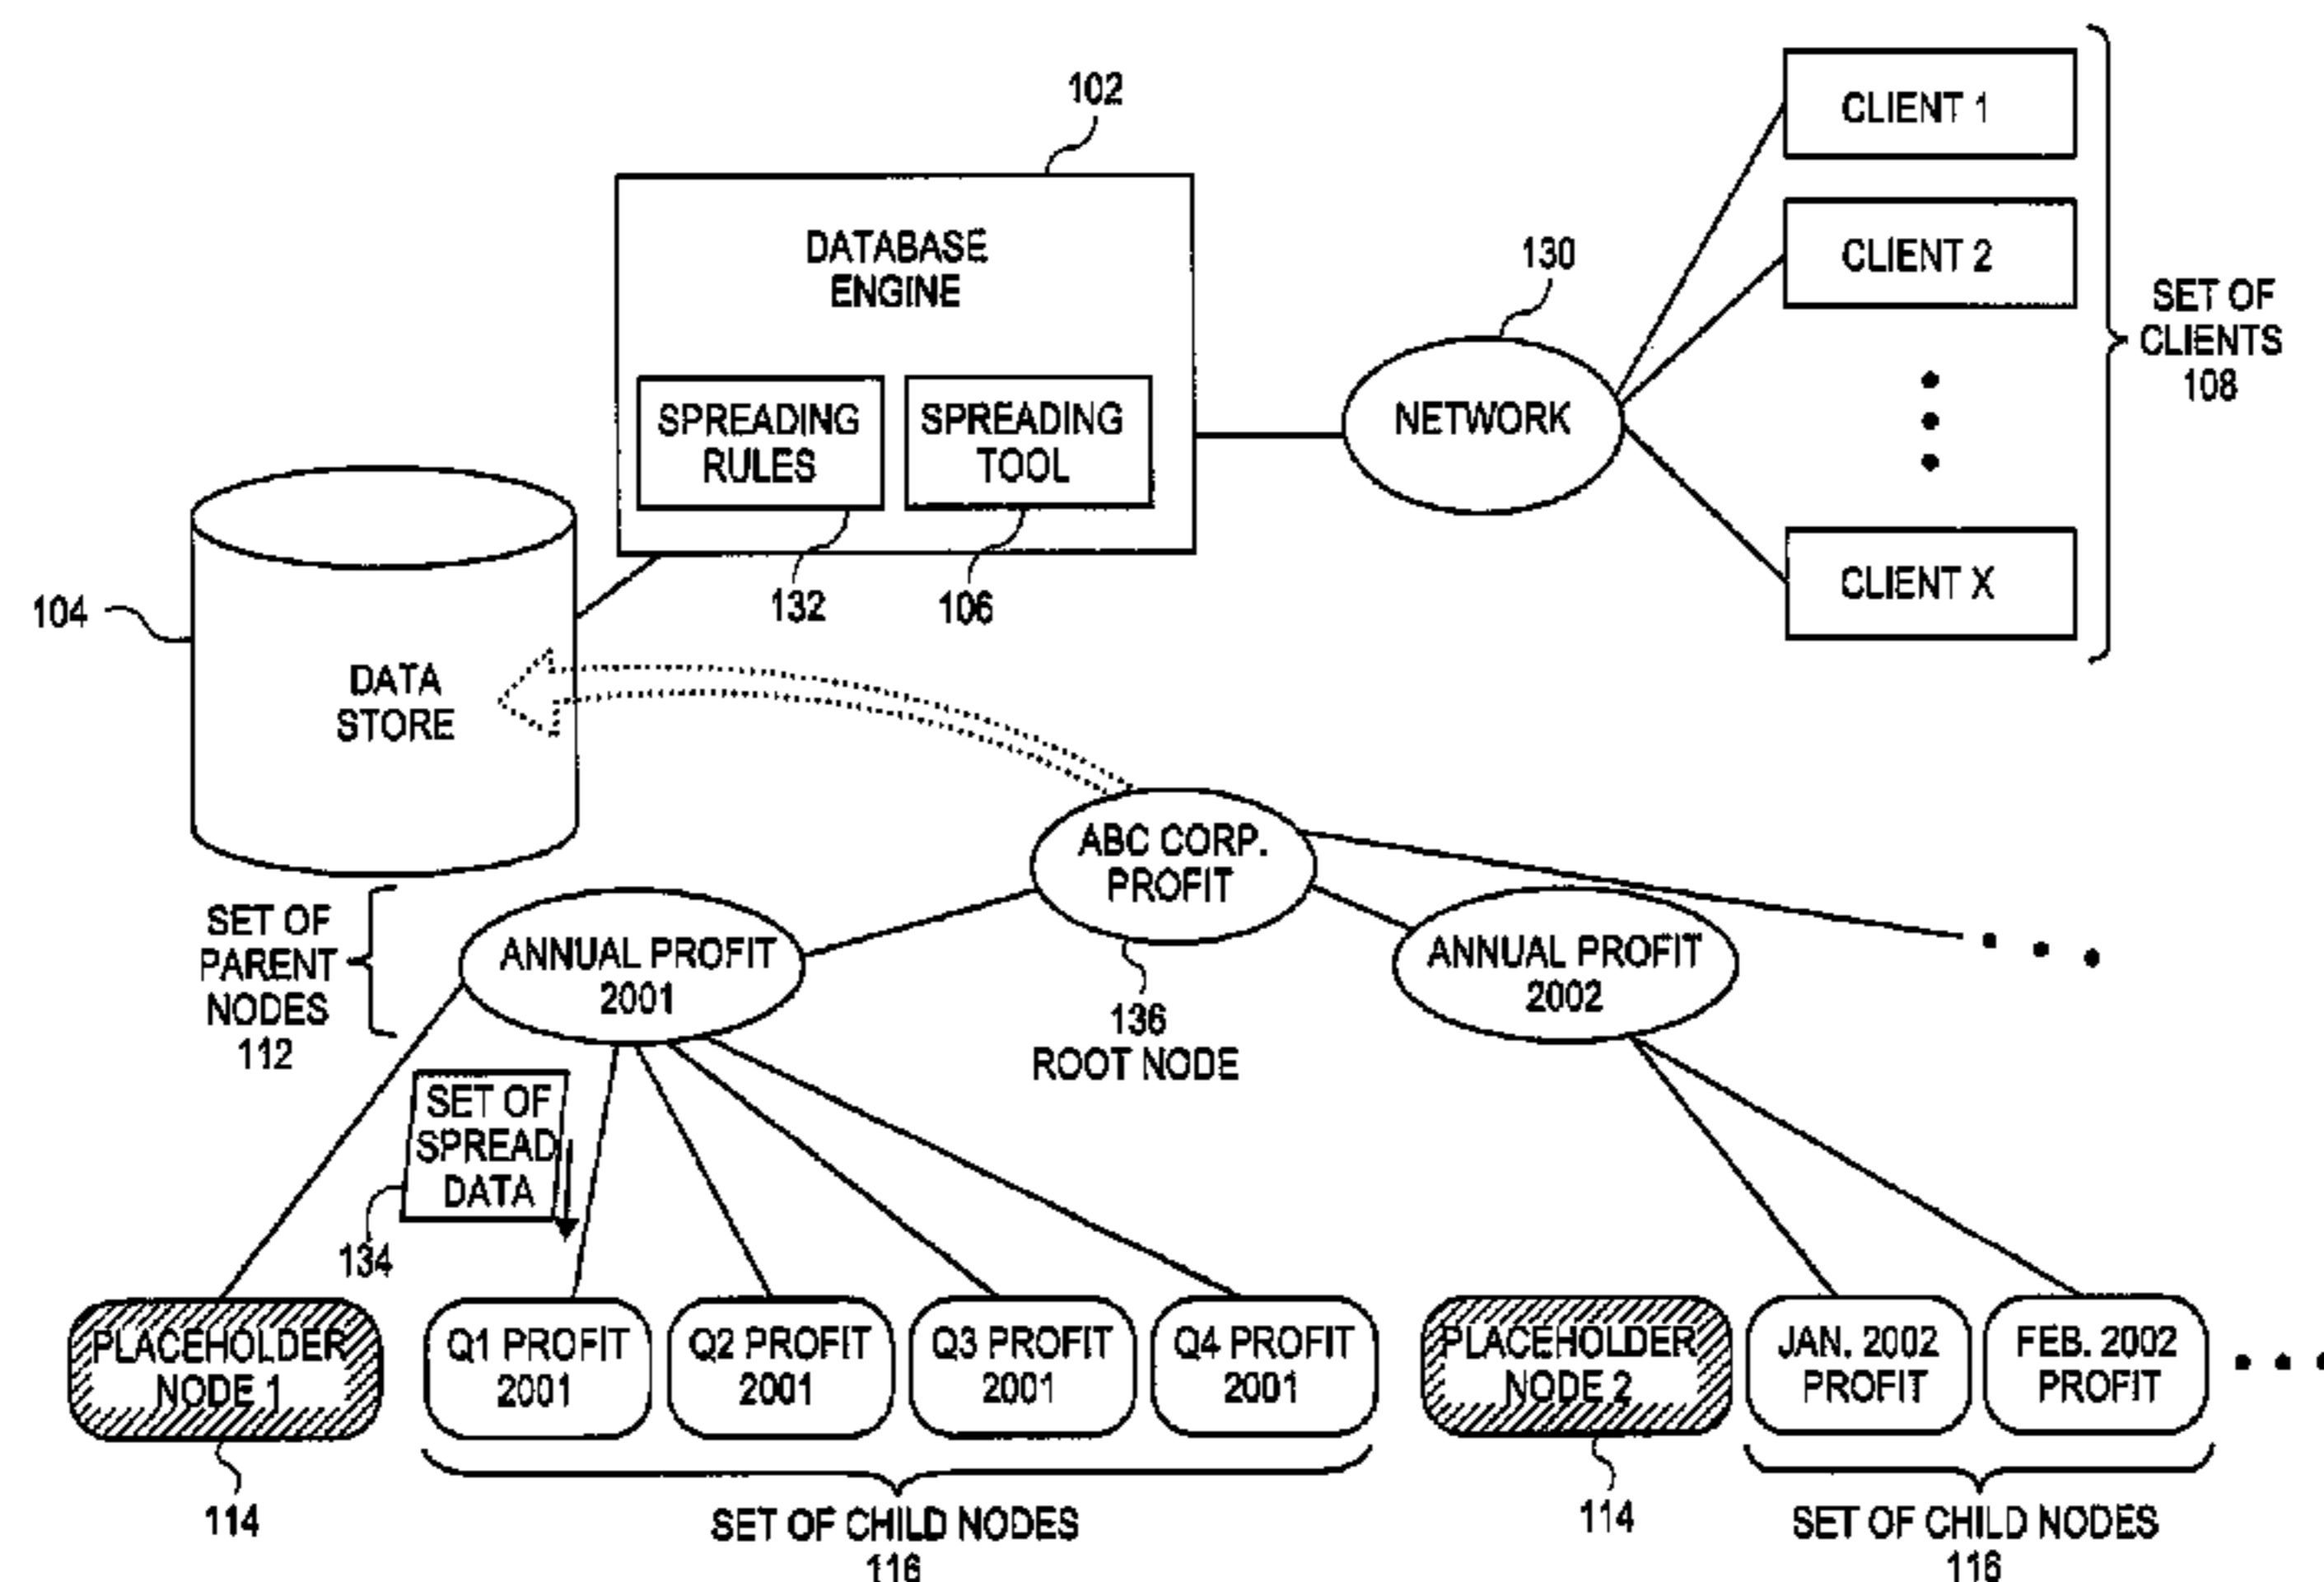 102
CLIENT 1
DATABASE
ENGINE
CLIENT 2
130
SET OF
CLIENTS
108
SPREADING
RULES
SPREADING
TOOL
NETWORK
CLIENT X
104
132
106
DATA
STORE
ABC CORP.
PROFIT
SET OF
PARENT
NODES
112
ANNUAL PROFIT
2001
ANNUAL PROFIT
2002
136
ROOT NODE
SET OF
SPREAD
DATA
134
PLACEHOLDER
NODE 1
Q1 PROFIT
2001
Q2 PROFIT
2001
Q3 PROFIT
2001
Q4 PROFIT
2001
PLACEHOLDER
NODE 2
JAN. 2002
PROFIT
FEB. 2002
PROFIT
114
SET OF CHILD NODES
116
114
SET OF CHILD NODES
116